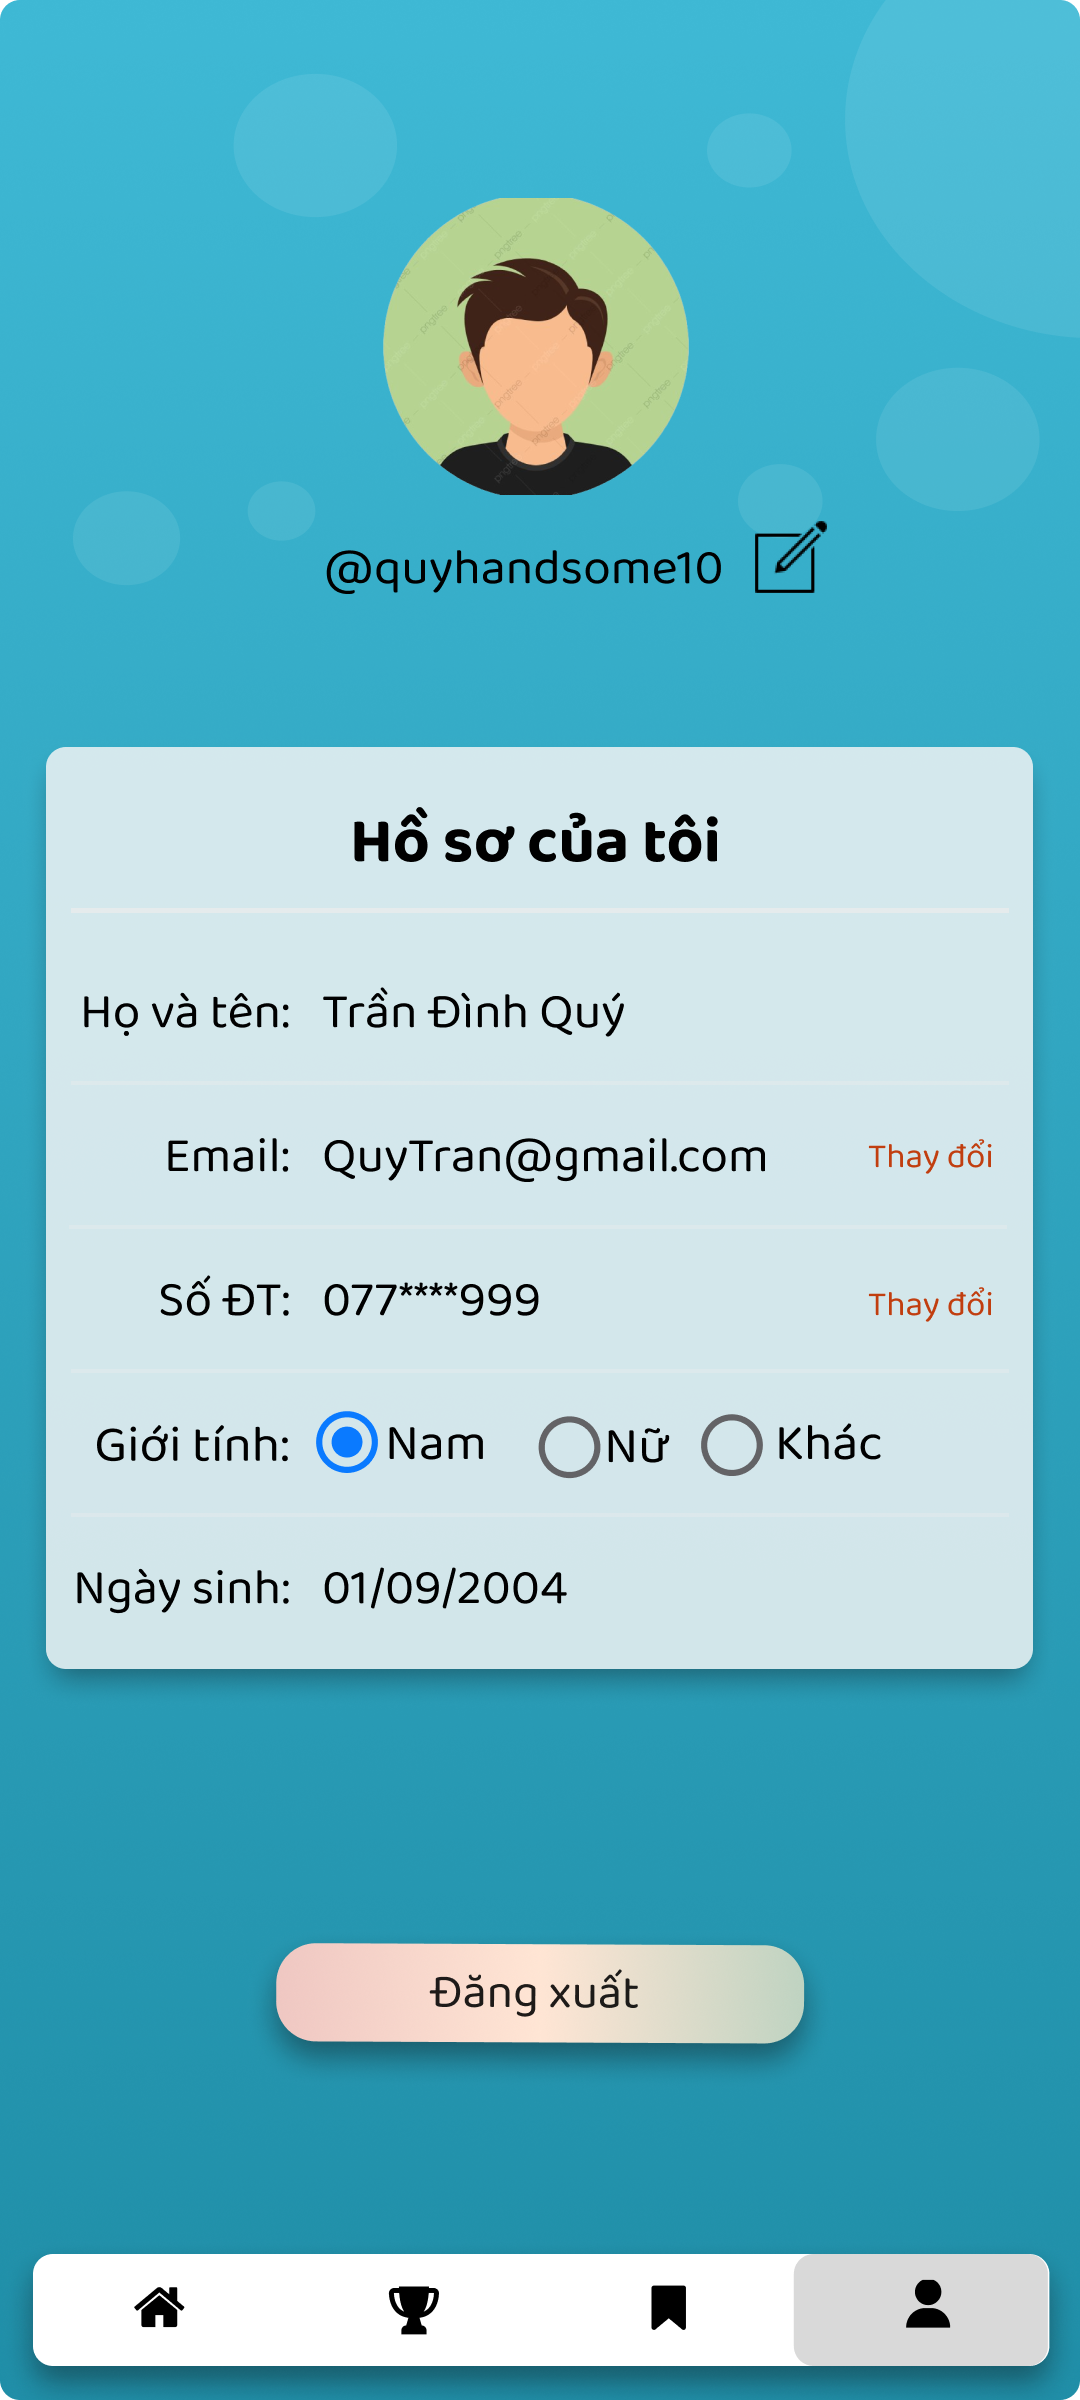 @quyhandsome10
Hồ sơ của tôi
Họ và tên: Trần Đình Quý
Email: QuyTran@gmail.com Thay đổi
Số ĐT: 077****999 Thay đổi
Giới tính: Nam Nữ Khác
Ngày sinh: 01/09/2004
Đăng xuất